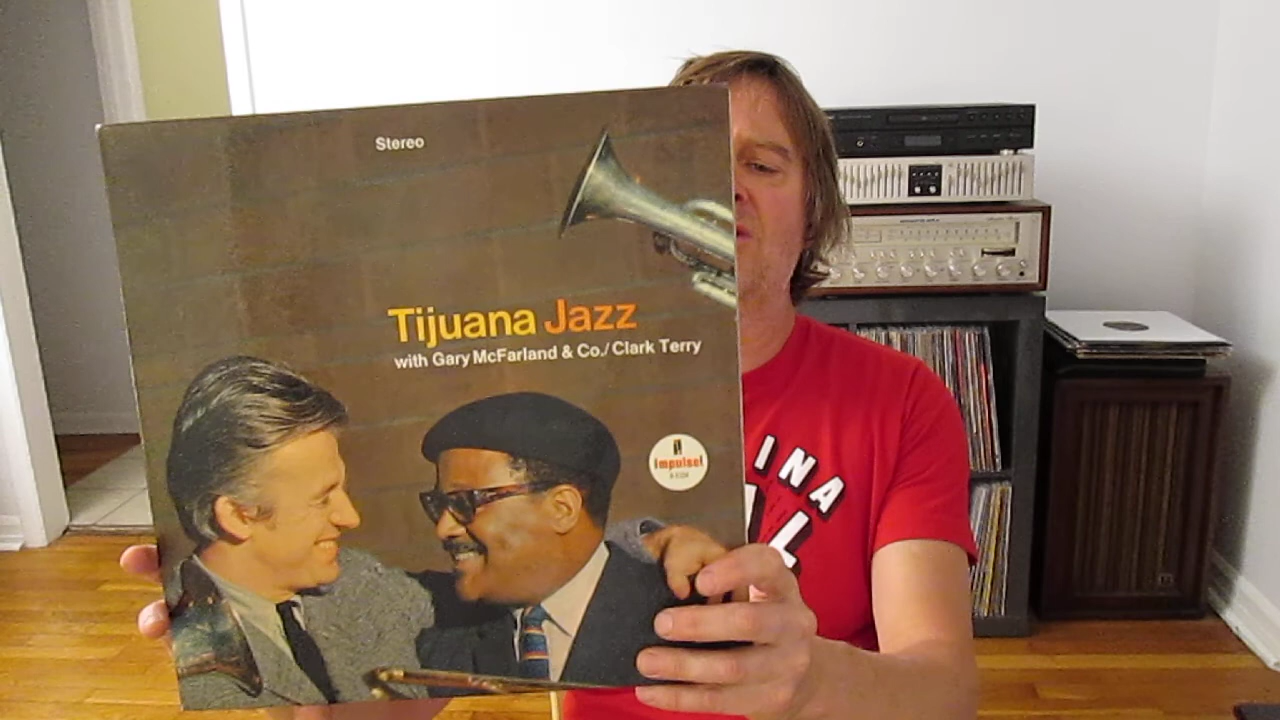 Stereo
Tijuana Jazz
with Gary McFarland & Co./Clark Terry
impulse!
INA